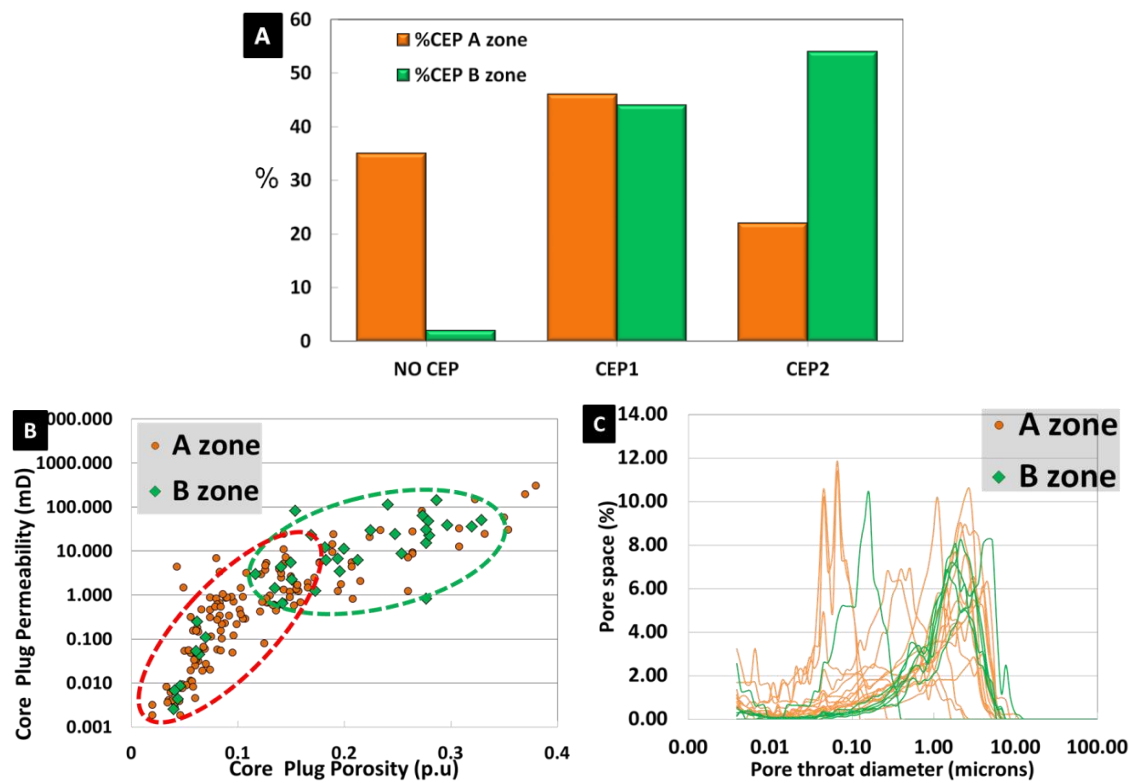 A
%CEP A zone
%CEP B zone
60
50
40
30
20
10
0
%
NO CEP
CEP1
CEP2
B
000.000
1000.000
100.000
10.000
1.000
0.100
0.010
0.001
Core Plug Permeability (mD)
A zone
B zone
0
0.1
0.2
0.3
0.4
Core Plug Porosity (p.u)
C
14.00
12.00
10.00
8.00
6.00
4.00
2.00
0.00
Pore space (%)
A zone
B zone
0.00
0.01
0.10
1.00
10.00
100.00
Pore throat diameter (microns)